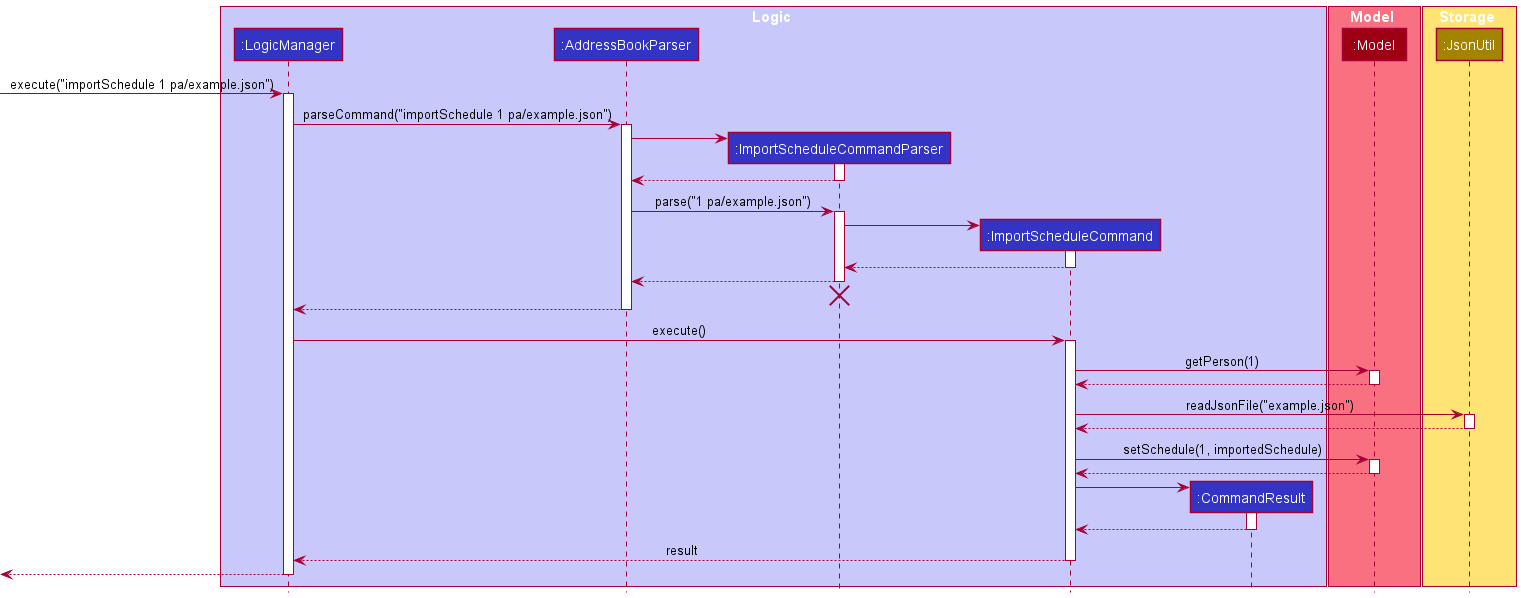 Logic
Model
Storage
:LogicManager
:AddressBookParser
:Model
:JsonUtil
execute("importSchedule 1 pa/example.json")
parseCommand("importSchedule 1 pa/example.json")
:ImportScheduleCommandParser
parse("1 pa/example.json")
:ImportScheduleCommand
execute()
getPerson(1)
readJsonFile("example.json")
setSchedule(1, importedSchedule)
:CommandResult
result